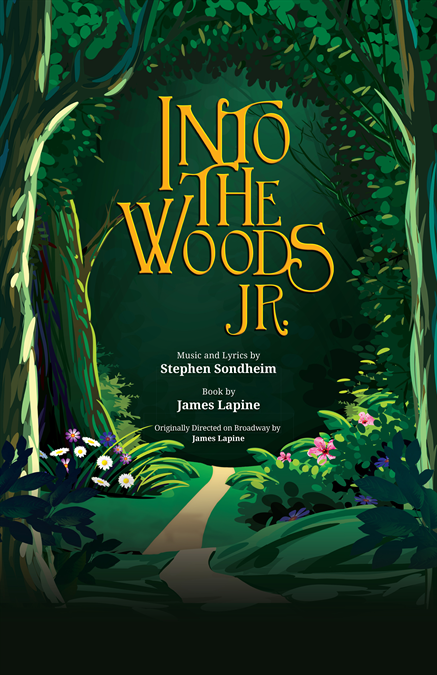 INTO
THE
WOODS
JR.
Music and Lyrics by
Stephen Sondheim
Book by
James Lapine
Originally Directed on Broadway by
James Lapine